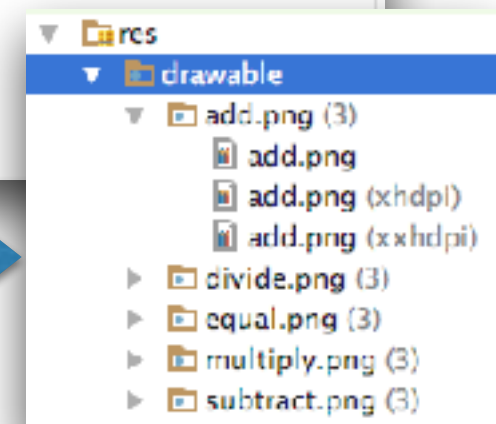 res
drawable
add.png (3)
add.png
add.png (xhdpi)
add.png (xxhdpi)
divide.png (3)
equal.png (3)
multiply.png (3)
subtract.png (3)